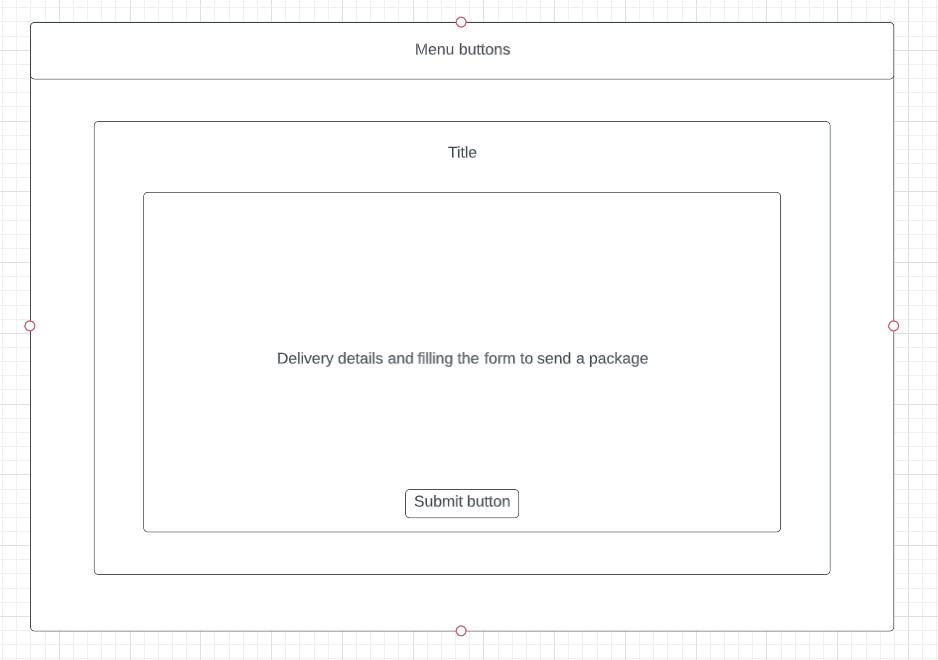 Menu buttons
Title
Delivery details and filling the form to send a package
Submit button